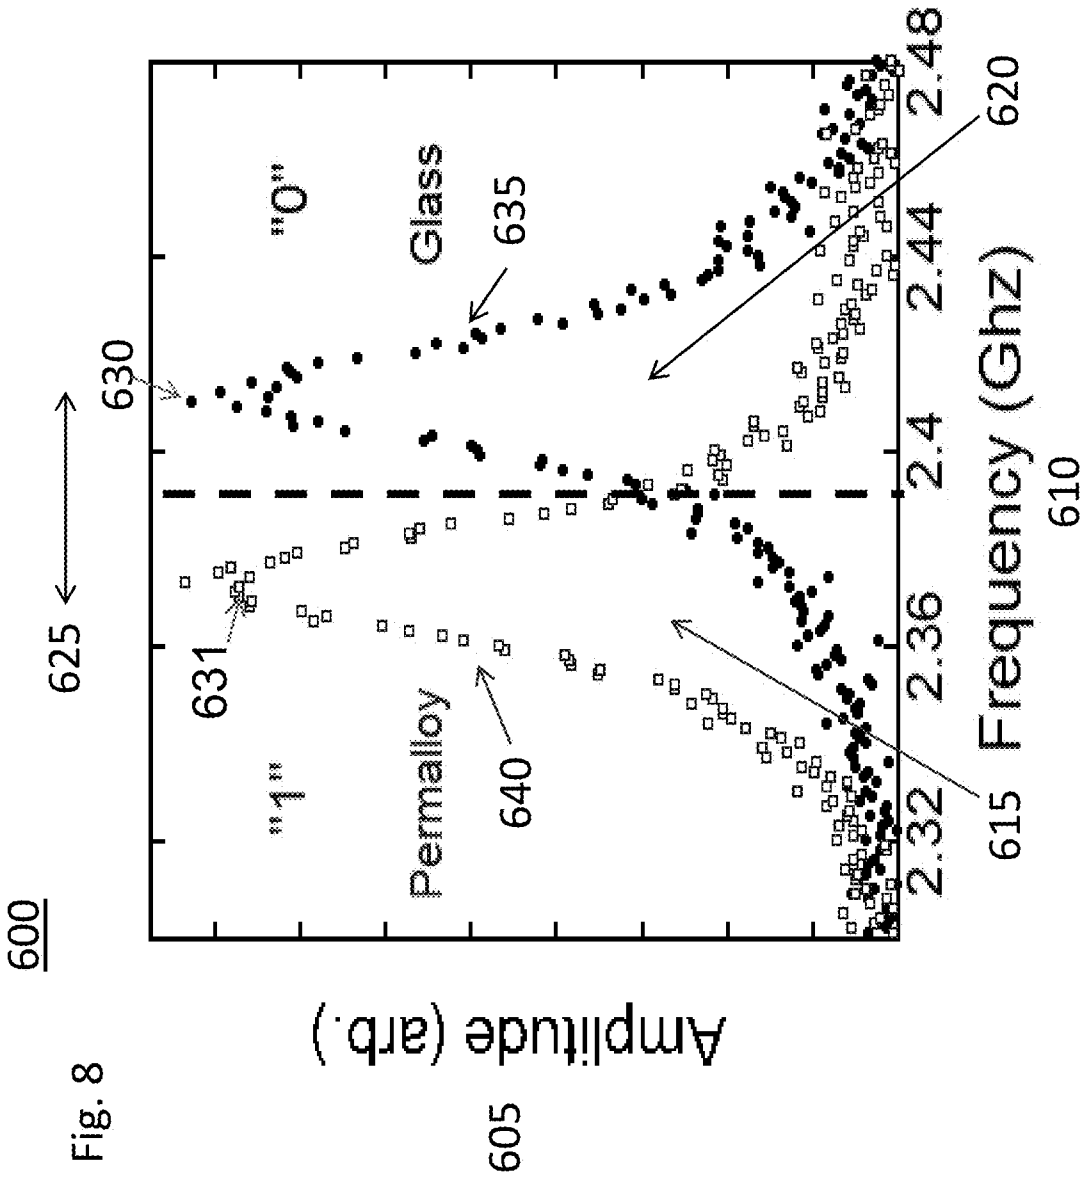 600
625
Fig. 8
630
631
"1" "0"
Permalloy Glass
605 640 635
Amplitude (arb.)
2.32 2.36 2.4 2.44 2.48
615 Frequency (Ghz) 620
610